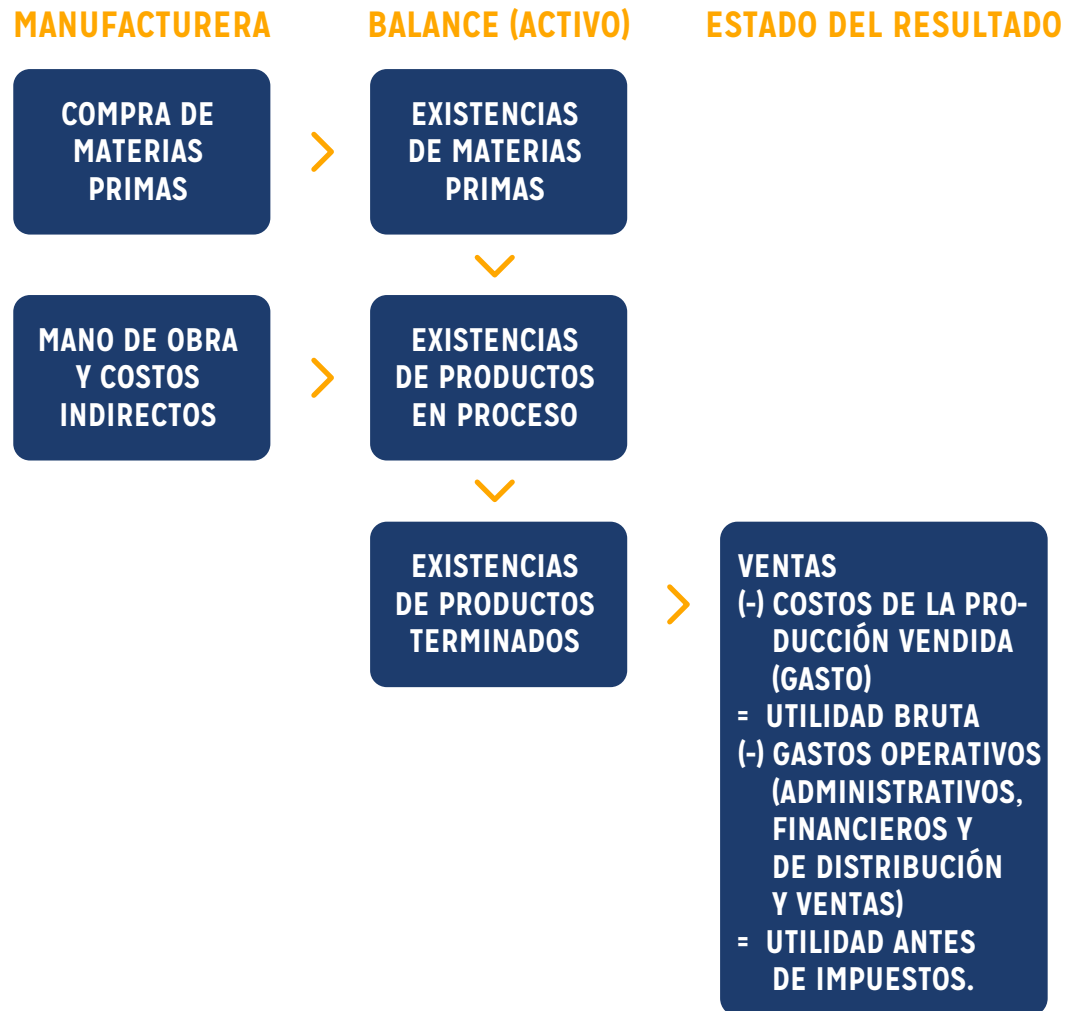 MANUFACTURERA
BALANCE (ACTIVO)
ESTADO DEL RESULTADO
COMPRA DE
MATERIAS
PRIMAS
EXISTENCIAS
DE MATERIAS
PRIMAS
MANO DE OBRA
Y COSTOS
INDIRECTOS
EXISTENCIAS
DE PRODUCTOS
EN PROCESO
EXISTENCIAS
DE PRODUCTOS
TERMINADOS
VENTAS
(-) COSTOS DE LA PRO-
DUCCIÓN VENDIDA
(GASTO)
= UTILIDAD BRUTA
(-) GASTOS OPERATIVOS
(ADMINISTRATIVOS,
FINANCIEROS Y
DE DISTRIBUCIÓN
Y VENTAS)
= UTILIDAD ANTES
DE IMPUESTOS.